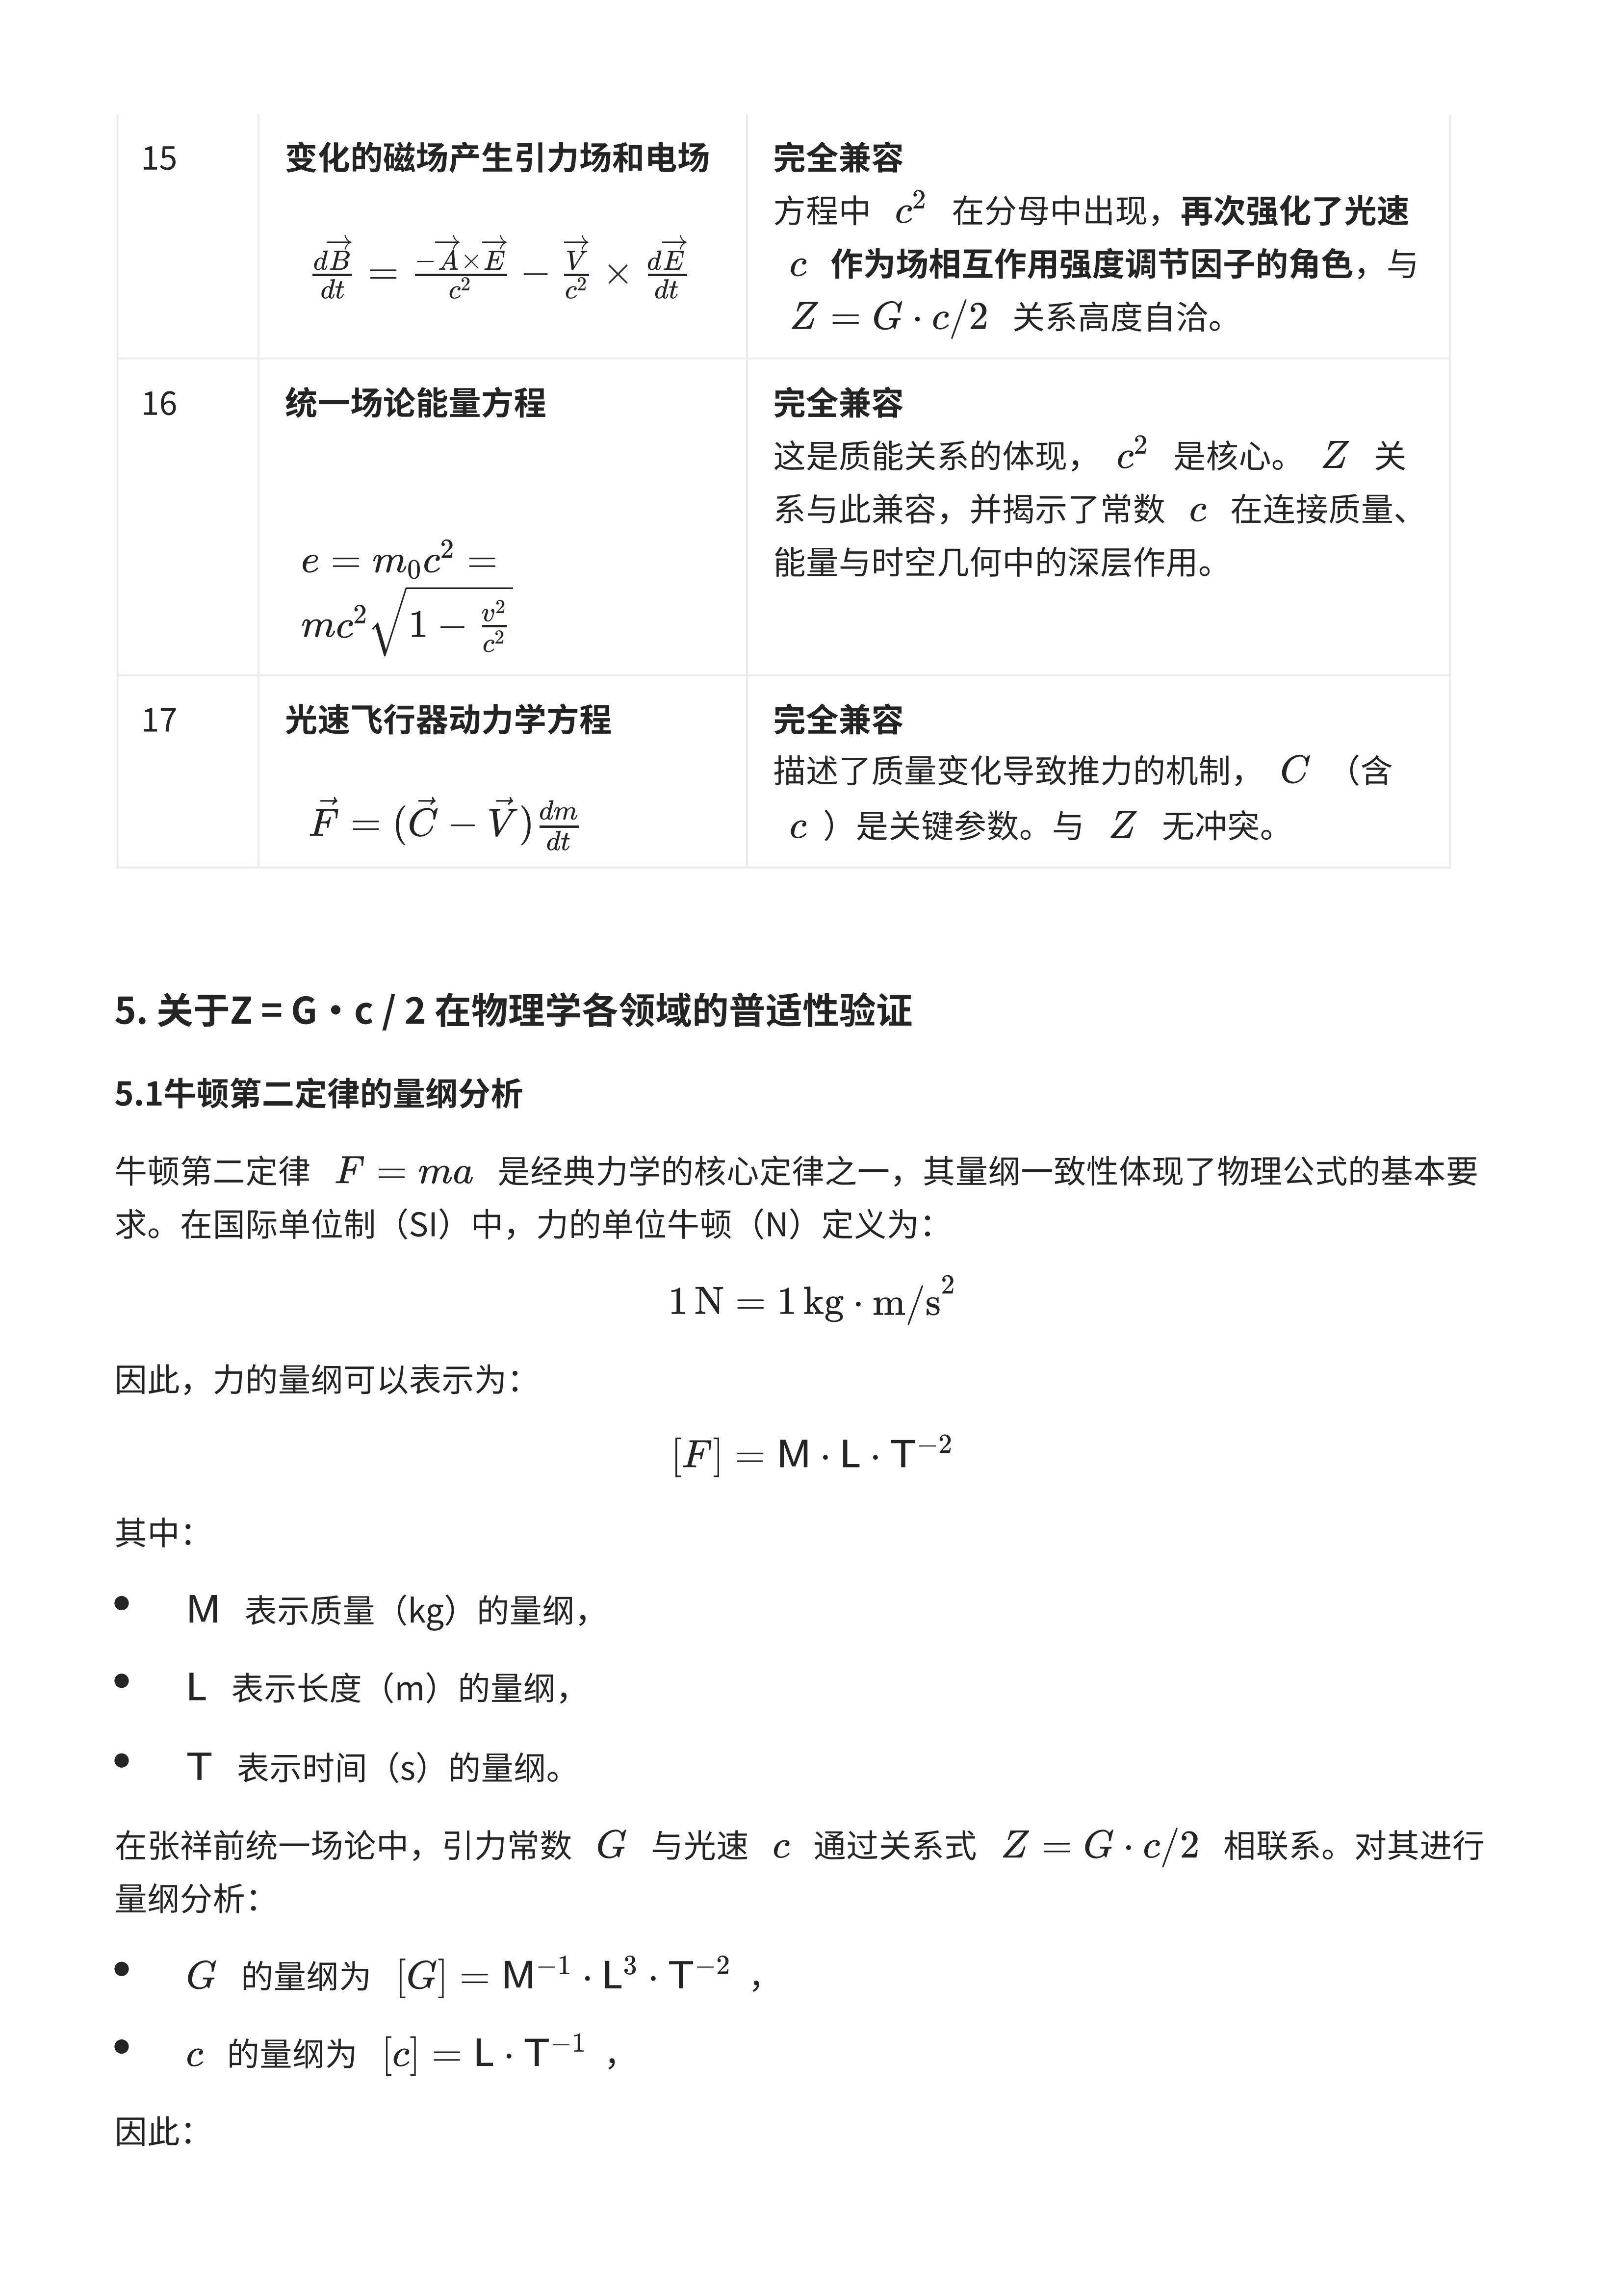 15
变化的磁场产生引力场和电场
$\frac{d\overrightarrow{B}}{dt} = \frac{-\overrightarrow{A} \times \overrightarrow{E}}{c^2} - \frac{\overrightarrow{V}}{c^2} \times \frac{d\overrightarrow{E}}{dt}$
完全兼容
方程中 $c^2$ 在分母中出现，再次强化了光速
$c$ 作为场相互作用强度调节因子的角色，与
$Z = G \cdot c/2$ 关系高度自洽。
16
统一场论能量方程
$e = m_0c^2 =$
$mc^2\sqrt{1 - \frac{v^2}{c^2}}$
完全兼容
这是质能关系的体现， $c^2$ 是核心。 $Z$ 关
系与此兼容，并揭示了常数 $c$ 在连接质量、
能量与时空几何中的深层作用。
17
光速飞行器动力学方程
$\vec{F} = (\vec{C} - \vec{V})\frac{dm}{dt}$
完全兼容
描述了质量变化导致推力的机制， $C$ （含
$c$ ）是关键参数。与 $Z$ 无冲突。
5. 关于Z = G • c / 2 在物理学各领域的普适性验证
5.1牛顿第二定律的量纲分析
牛顿第二定律 $F = ma$ 是经典力学的核心定律之一，其量纲一致性体现了物理公式的基本要
求。在国际单位制（SI）中，力的单位牛顿（N）定义为：
$1\,\mathrm{N} = 1\,\mathrm{kg} \cdot \mathrm{m/s}^2$
因此，力的量纲可以表示为：
$[F] = \mathsf{M} \cdot \mathsf{L} \cdot \mathsf{T}^{-2}$
其中：
• $\mathsf{M}$ 表示质量（kg）的量纲，
• $\mathsf{L}$ 表示长度（m）的量纲，
• $\mathsf{T}$ 表示时间（s）的量纲。
在张祥前统一场论中，引力常数 $G$ 与光速 $c$ 通过关系式 $Z = G \cdot c/2$ 相联系。对其进行
量纲分析：
• $G$ 的量纲为 $[G] = \mathsf{M}^{-1} \cdot \mathsf{L}^3 \cdot \mathsf{T}^{-2}$ ，
• $c$ 的量纲为 $[c] = \mathsf{L} \cdot \mathsf{T}^{-1}$ ，
因此：